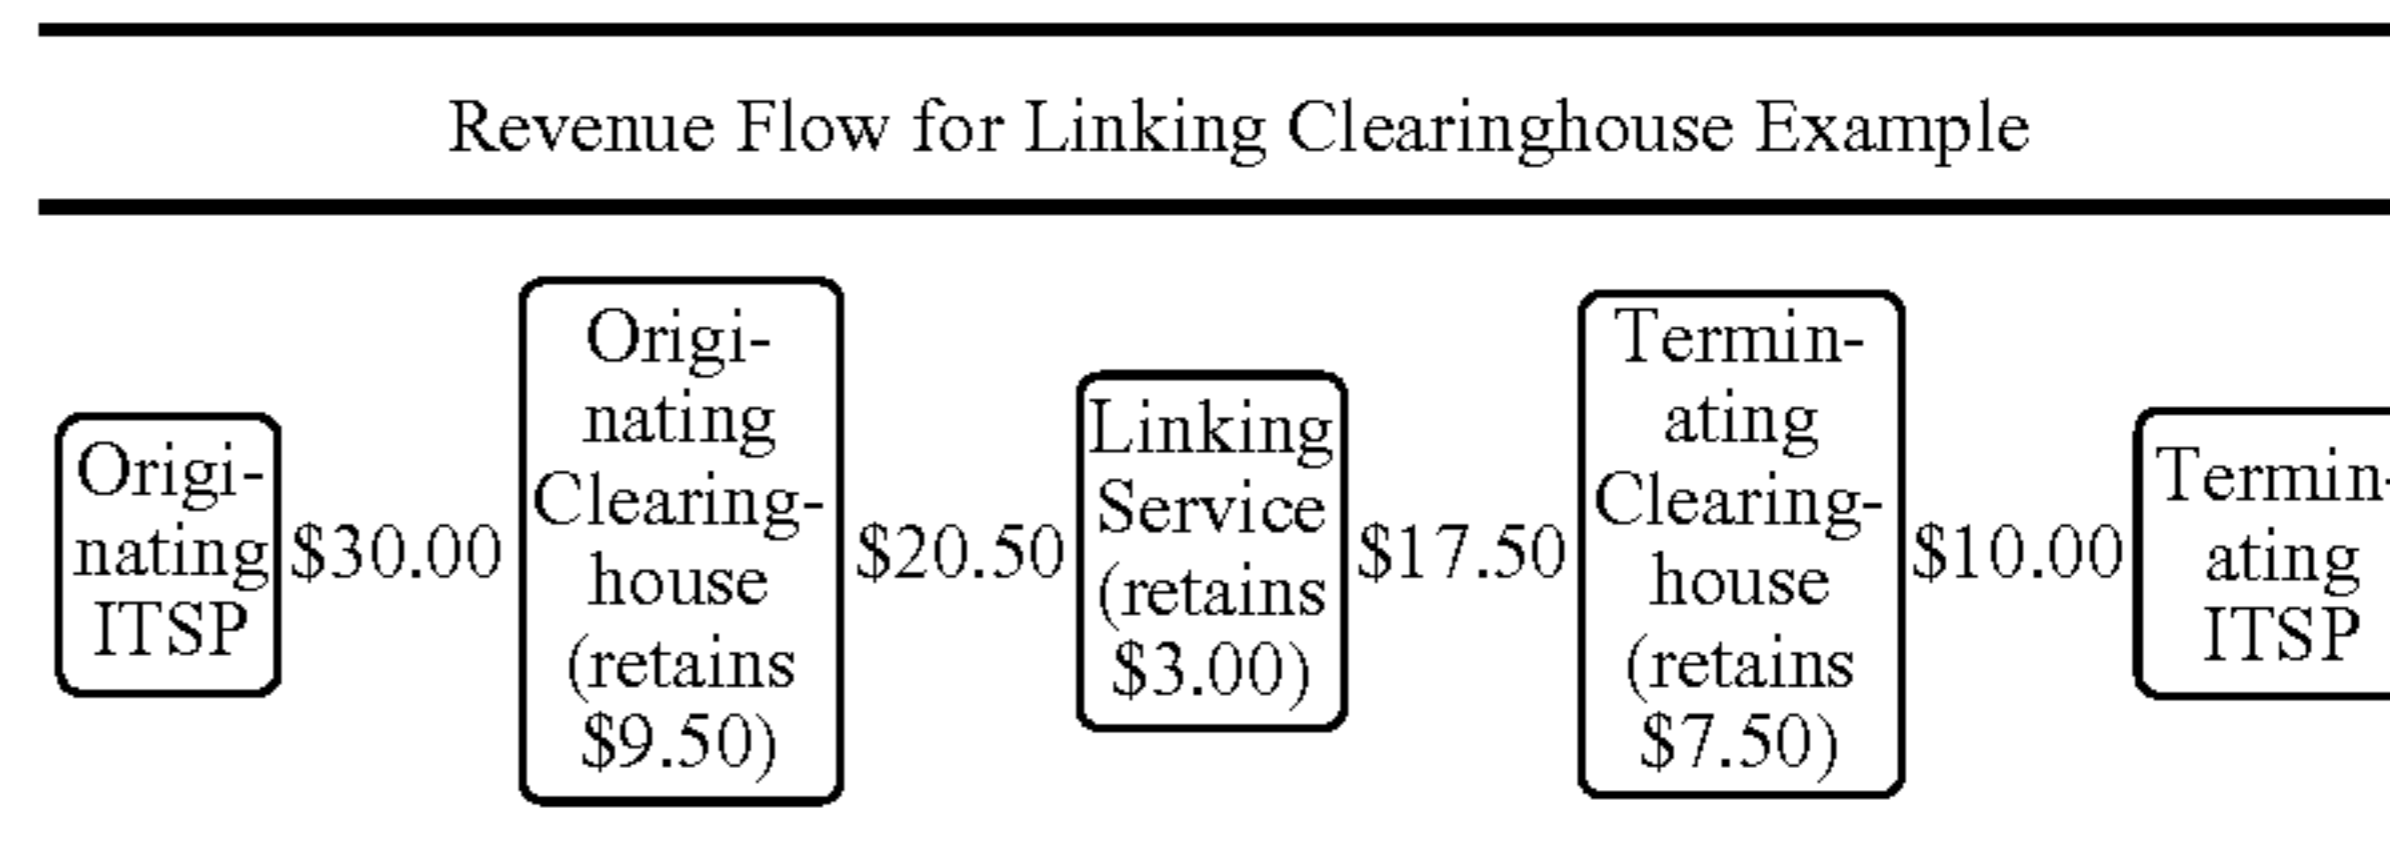 Revenue Flow for Linking Clearinghouse Example
Origi-
nating
ITSP
$30.00
Origi-
nating
Clearing-
house
(retains
$9.50)
$20.50
Linking
Service
(retains
$3.00)
$17.50
Termin-
ating
Clearing-
house
(retains
$7.50)
$10.00
Termin-
ating
ITSP